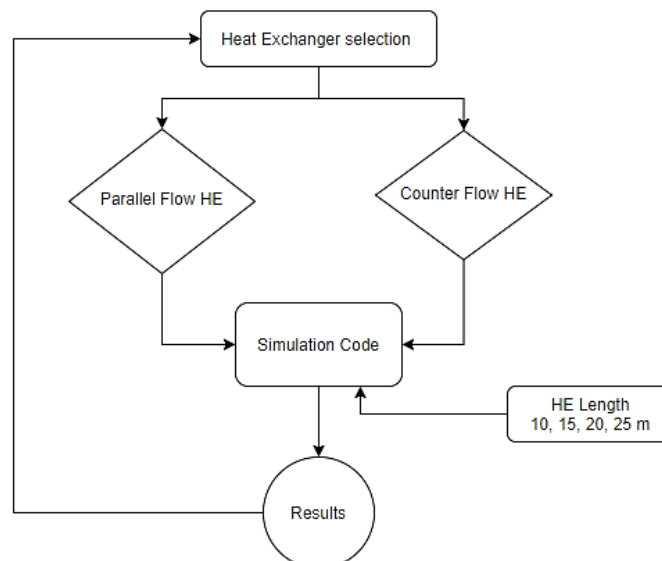 Heat Exchanger selection
Parallel Flow HE
Counter Flow HE
Simulation Code
HE Length
10, 15, 20, 25 m
Results